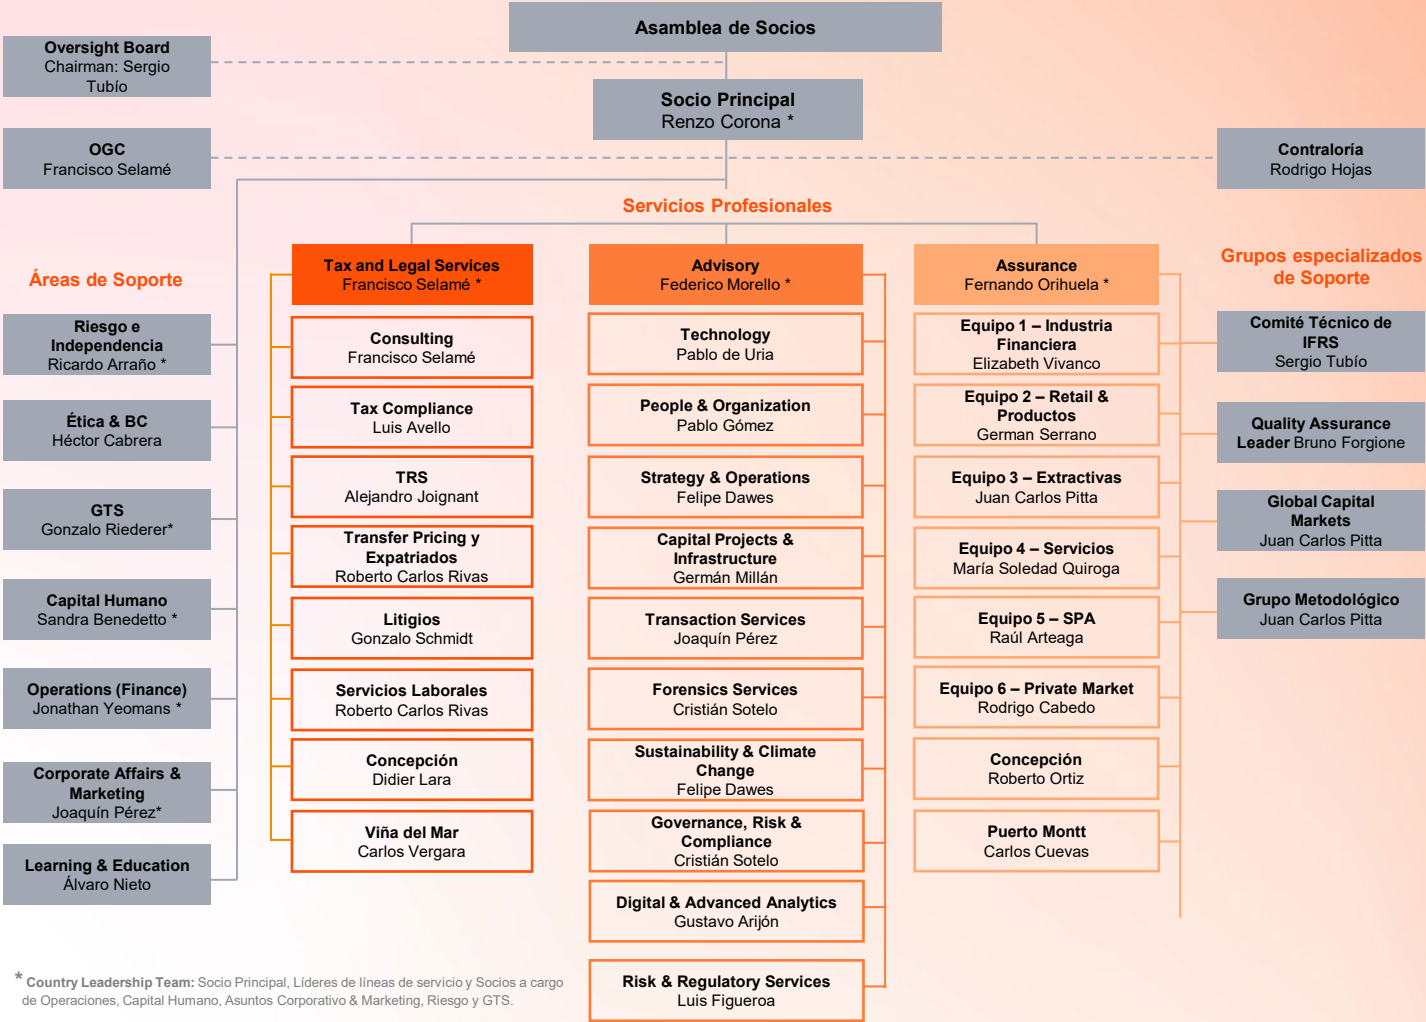 Asamblea de Socios
Oversight Board
Chairman: Sergio
Tubío
Socio Principal
Renzo Corona *
OGC
Francisco Selamé
Contraloría
Rodrigo Hojas
Servicios Profesionales
Áreas de Soporte
Riesgo e
Independencia
Ricardo Arraño *
Ética & BC
Héctor Cabrera
GTS
Gonzalo Riederer*
Capital Humano
Sandra Benedetto *
Operations (Finance)
Jonathan Yeomans *
Corporate Affairs &
Marketing
Joaquín Pérez*
Learning & Education
Álvaro Nieto
Tax and Legal Services
Francisco Selamé *
Consulting
Francisco Selamé
Tax Compliance
Luis Avello
TRS
Alejandro Joignant
Transfer Pricing y
Expatriados
Roberto Carlos Rivas
Litigios
Gonzalo Schmidt
Servicios Laborales
Roberto Carlos Rivas
Concepción
Didier Lara
Viña del Mar
Carlos Vergara
Advisory
Federico Morello *
Technology
Pablo de Uria
People & Organization
Pablo Gómez
Strategy & Operations
Felipe Dawes
Capital Projects &
Infrastructure
Germán Millán
Transaction Services
Joaquín Pérez
Forensics Services
Cristián Sotelo
Sustainability & Climate
Change
Felipe Dawes
Governance, Risk &
Compliance
Cristián Sotelo
Digital & Advanced Analytics
Gustavo Arijón
Risk & Regulatory Services
Luis Figueroa
Assurance
Fernando Orihuela *
Equipo 1 – Industria
Financiera
Elizabeth Vivanco
Equipo 2 – Retail &
Productos
German Serrano
Equipo 3 – Extractivas
Juan Carlos Pitta
Equipo 4 – Servicios
María Soledad Quiroga
Equipo 5 – SPA
Raúl Arteaga
Equipo 6 – Private Market
Rodrigo Cabedo
Concepción
Roberto Ortiz
Puerto Montt
Carlos Cuevas
Grupos especializados
de Soporte
Comité Técnico de
IFRS
Sergio Tubío
Quality Assurance
Leader Bruno Forgione
Global Capital
Markets
Juan Carlos Pitta
Grupo Metodológico
Juan Carlos Pitta
* Country Leadership Team: Socio Principal, Líderes de líneas de servicio y Socios a cargo
de Operaciones, Capital Humano, Asuntos Corporativo & Marketing, Riesgo y GTS.